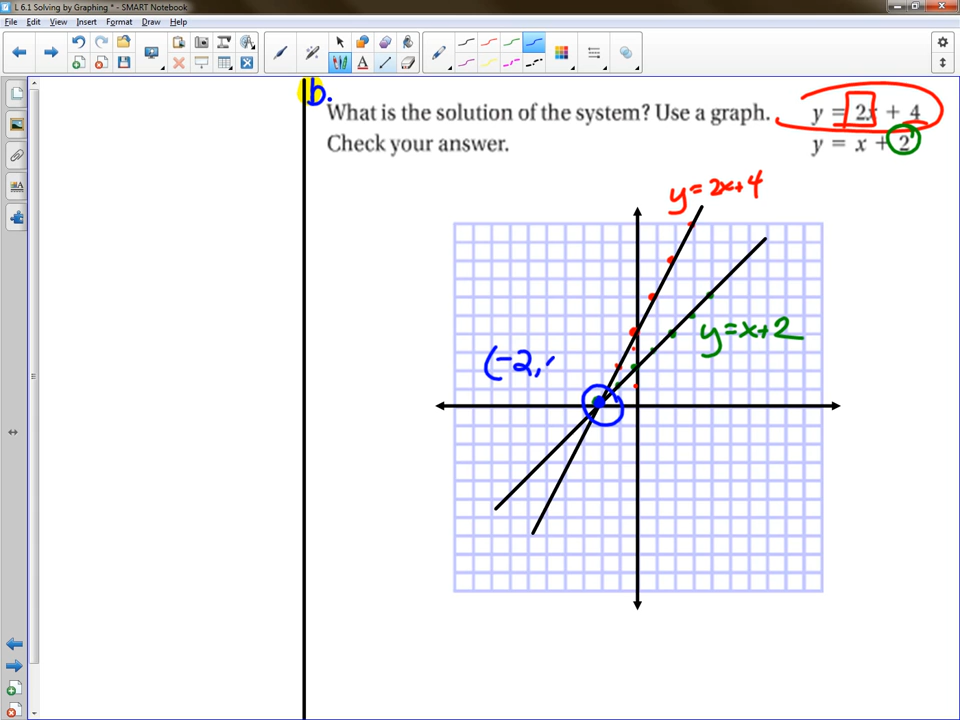 L 6.1 Solving by Graphing * - SMART Notebook
File Edit View Insert Format Draw Help
b.
What is the solution of the system? Use a graph.
Check your answer.
y = 2x + 4
y = x + 2
y=2x+4
y=x+2
(-2,